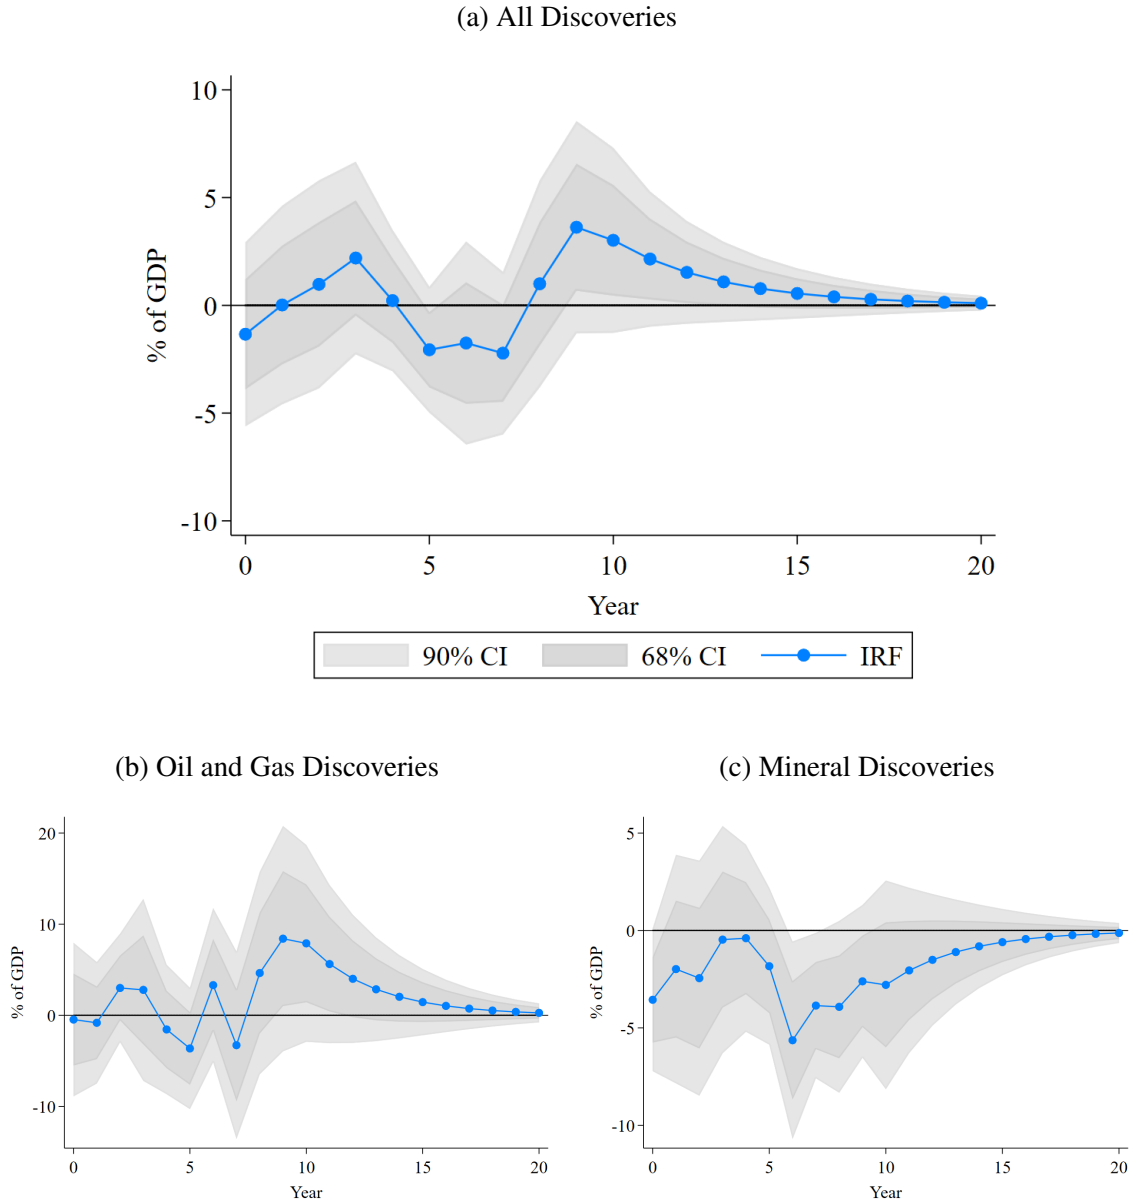 (a) All Discoveries
10
5
0
-5
-10
% of GDP
0 5 10 15 20
Year
90% CI 68% CI IRF
(b) Oil and Gas Discoveries
20
10
0
-10
% of GDP
0 5 10 15 20
Year
(c) Mineral Discoveries
5
0
-5
-10
% of GDP
0 5 10 15 20
Year